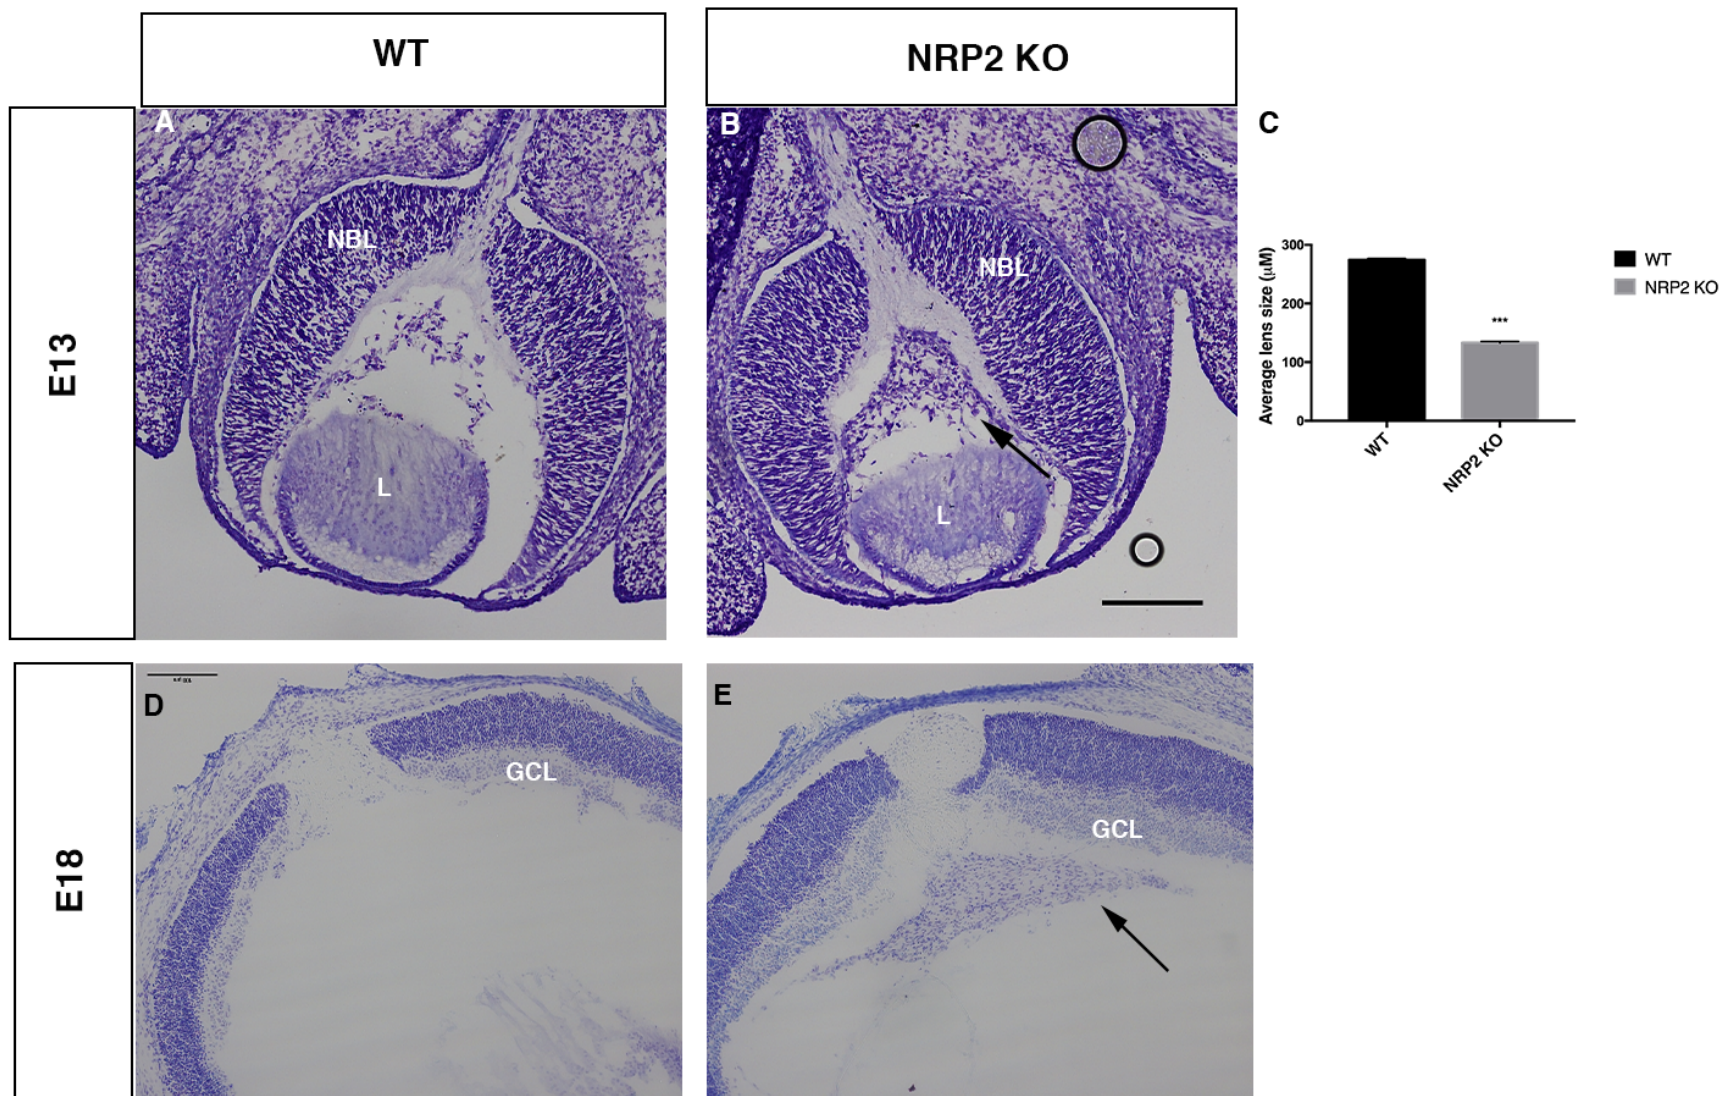 WT
NRP2 KO
E13
A
NBL
L
B
NBL
L
C
Average lens size (µM)
300
200
100
0
***
WT
NRP2 KO
WT
NRP2 KO
E18
D
GCL
E
GCL